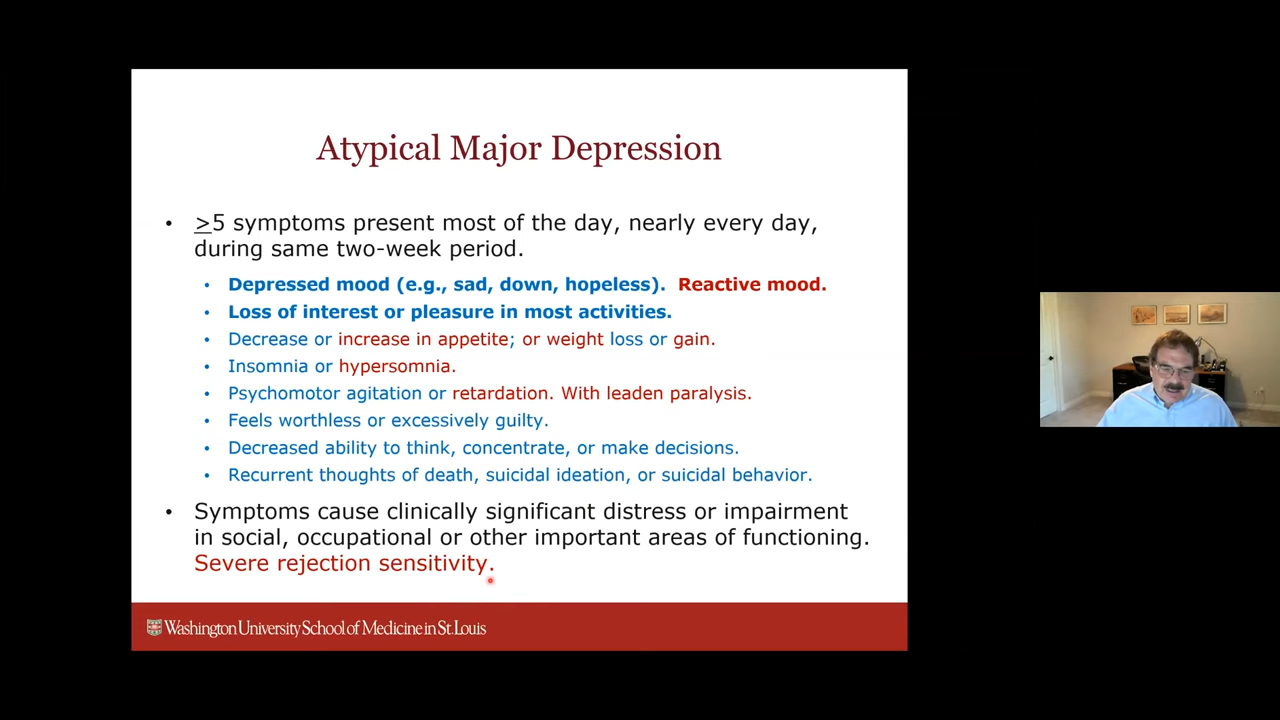 Atypical Major Depression
• >5 symptoms present most of the day, nearly every day,
during same two-week period.
• Depressed mood (e.g., sad, down, hopeless). Reactive mood.
• Loss of interest or pleasure in most activities.
• Decrease or increase in appetite; or weight loss or gain.
• Insomnia or hypersomnia.
• Psychomotor agitation or retardation. With leaden paralysis.
• Feels worthless or excessively guilty.
• Decreased ability to think, concentrate, or make decisions.
• Recurrent thoughts of death, suicidal ideation, or suicidal behavior.
• Symptoms cause clinically significant distress or impairment
in social, occupational or other important areas of functioning.
Severe rejection sensitivity.
Washington University School of Medicine in St. Louis